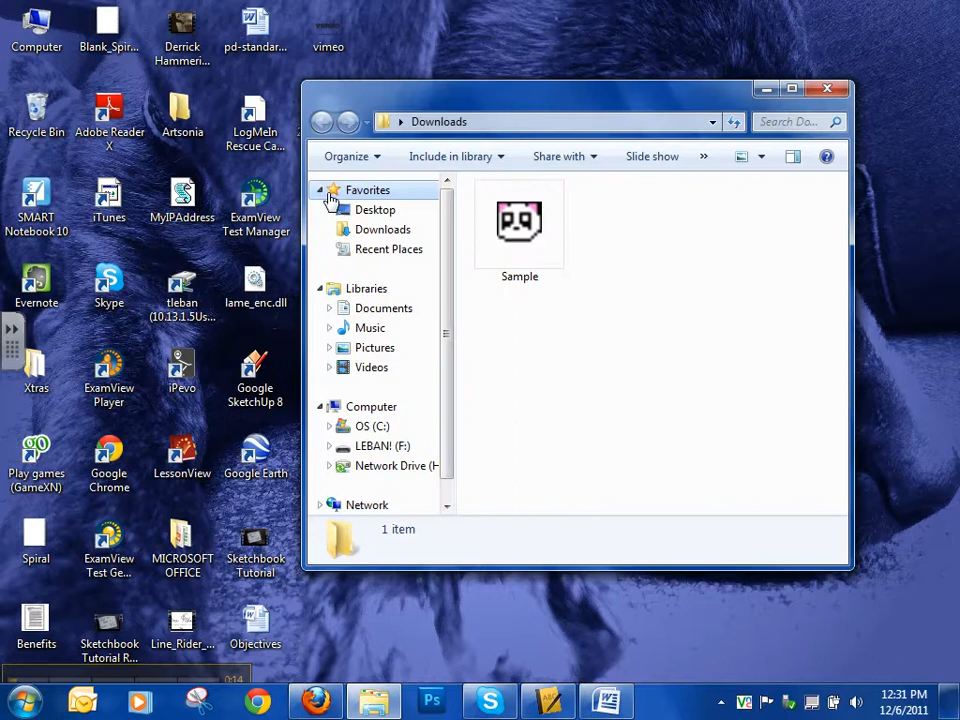 Computer
Blank_Spir...
Derrick
Hammeri...
pd-standar...
vimeo
Recycle Bin
Adobe Reader
X
Artsonia
LogMeIn
Rescue Ca...
SMART
Notebook 10
iTunes
MyIPAddress
ExamView
Test Manager
Evernote
Skype
tleban
(10.13.1.5Us...
lame_enc.dll
Xtras
ExamView
Player
iPevo
Google
SketchUp 8
Play games
(GameXN)
Google
Chrome
LessonView
Google Earth
Spiral
ExamView
Test Ge...
MICROSOFT
OFFICE
Sketchbook
Tutorial
Benefits
Sketchbook
Tutorial R...
Line_Rider_...
Objectives
Downloads
Search Do...
Organize
Include in library
Share with
Slide show
»
Favorites
Desktop
Downloads
Recent Places
Libraries
Documents
Music
Pictures
Videos
Computer
OS (C:)
LEBAN! (F:)
Network Drive (H
Network
Sample
1 item
0:14
Ps
12:31 PM
12/6/2011